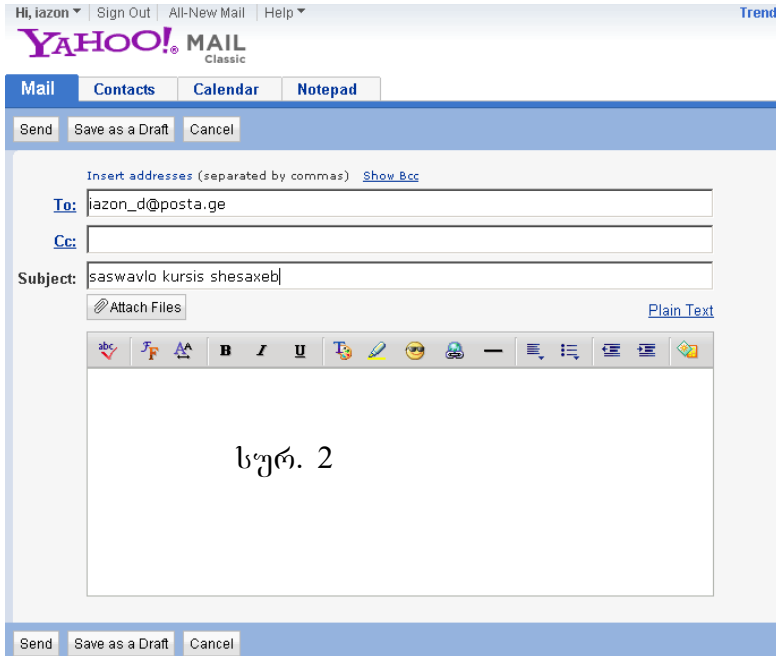 Hi, iazon Sign Out All-New Mail Help Trend
YAHOO! MAIL
Classic
Mail Contacts Calendar Notepad
Send Save as a Draft Cancel
Insert addresses (separated by commas) Show Bcc
To: iazon_d@posta.ge
Cc:
Subject: saswavlo kursis shesaxeb
Attach Files Plain Text
abc F F A A B I U T
სურ. 2
Send Save as a Draft Cancel